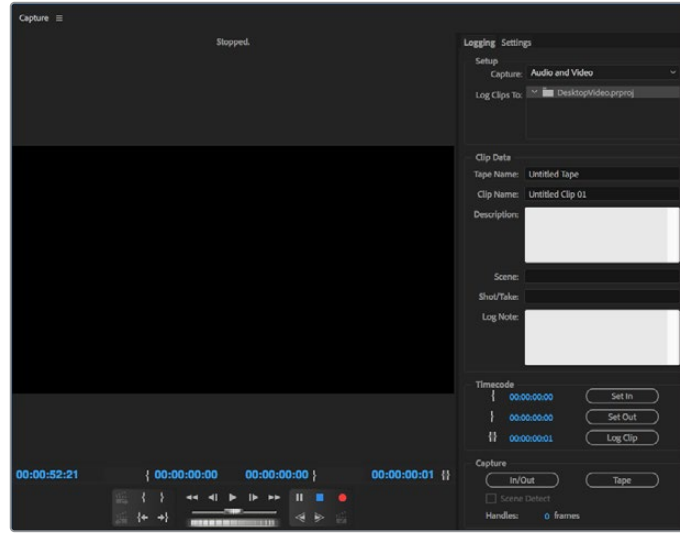 Capture
Stopped.
Logging Settings
Setup
Capture: Audio and Video
Log Clips To: DesktopVideo.prproj
Clip Data
Tape Name: Untitled Tape
Clip Name: Untitled Clip 01
Description:
Scene:
Shot/Take:
Log Note:
Timecode
{ 00:00:00:00 Set In
} 00:00:00:00 Set Out
{} 00:00:00:01 Log Clip
00:00:52:21 { 00:00:00:00 00:00:00:00 } 00:00:00:01 {}
Capture
In/Out Tape
Scene Detect
Handles: 0 frames